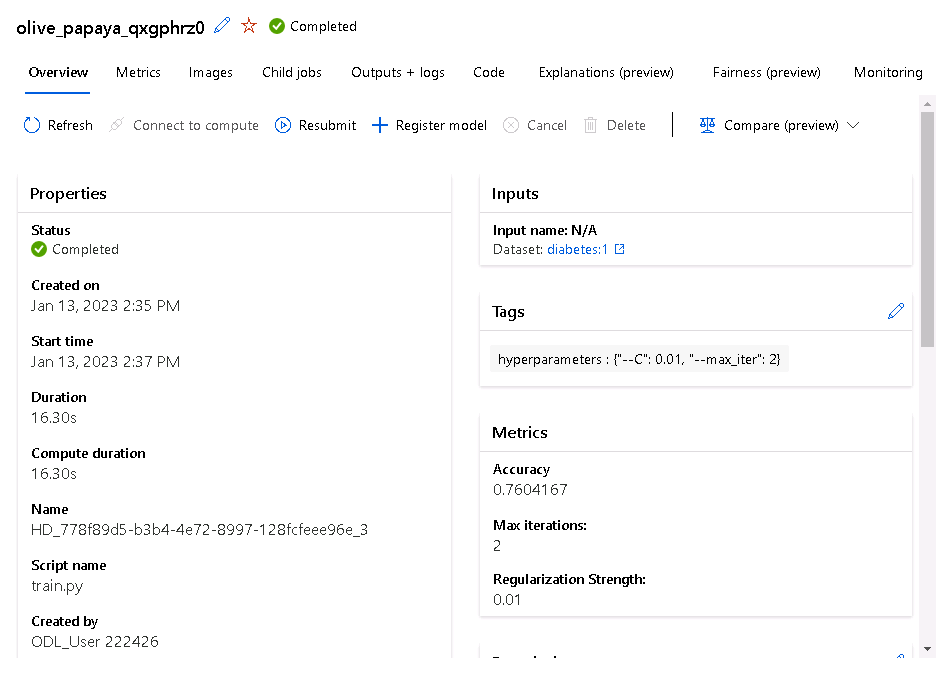 olive_papaya_qxgphrz0 Completed
Overview Metrics Images Child jobs Outputs + logs Code Explanations (preview) Fairness (preview) Monitoring
Refresh Connect to compute Resubmit Register model Cancel Delete Compare (preview)
Properties
Status
Completed
Created on
Jan 13, 2023 2:35 PM
Start time
Jan 13, 2023 2:37 PM
Duration
16.30s
Compute duration
16.30s
Name
HD_778f89d5-b3b4-4e72-8997-128fcfeee96e_3
Script name
train.py
Created by
ODL_User 222426
Inputs
Input name: N/A
Dataset: diabetes:1
Tags
hyperparameters : {"--C": 0.01, "--max_iter": 2}
Metrics
Accuracy
0.7604167
Max iterations:
2
Regularization Strength:
0.01